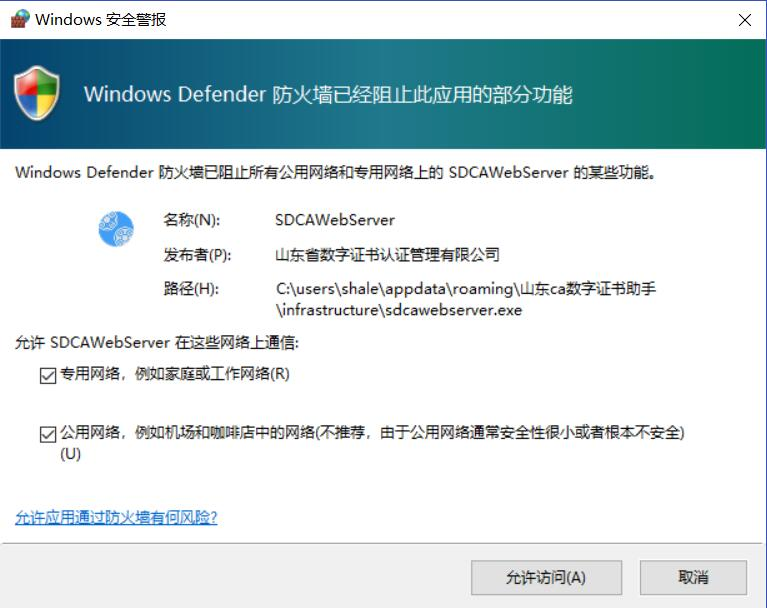 Windows 安全警报
Windows Defender 防火墙已经阻止此应用的部分功能
Windows Defender 防火墙已阻止所有公用网络和专用网络上的 SDCAWebServer 的某些功能。
名称(N): SDCAWebServer
发布者(P): 山东省数字证书认证管理有限公司
路径(H): C:\users\shale\appdata\roaming\山东ca数字证书助手
\infrastructure\sdcawebserver.exe
允许 SDCAWebServer 在这些网络上通信:
专用网络，例如家庭或工作网络(R)
公用网络，例如机场和咖啡店中的网络(不推荐，由于公用网络通常安全性很小或者根本不安全)
(U)
允许应用通过防火墙有何风险?
允许访问(A) 取消